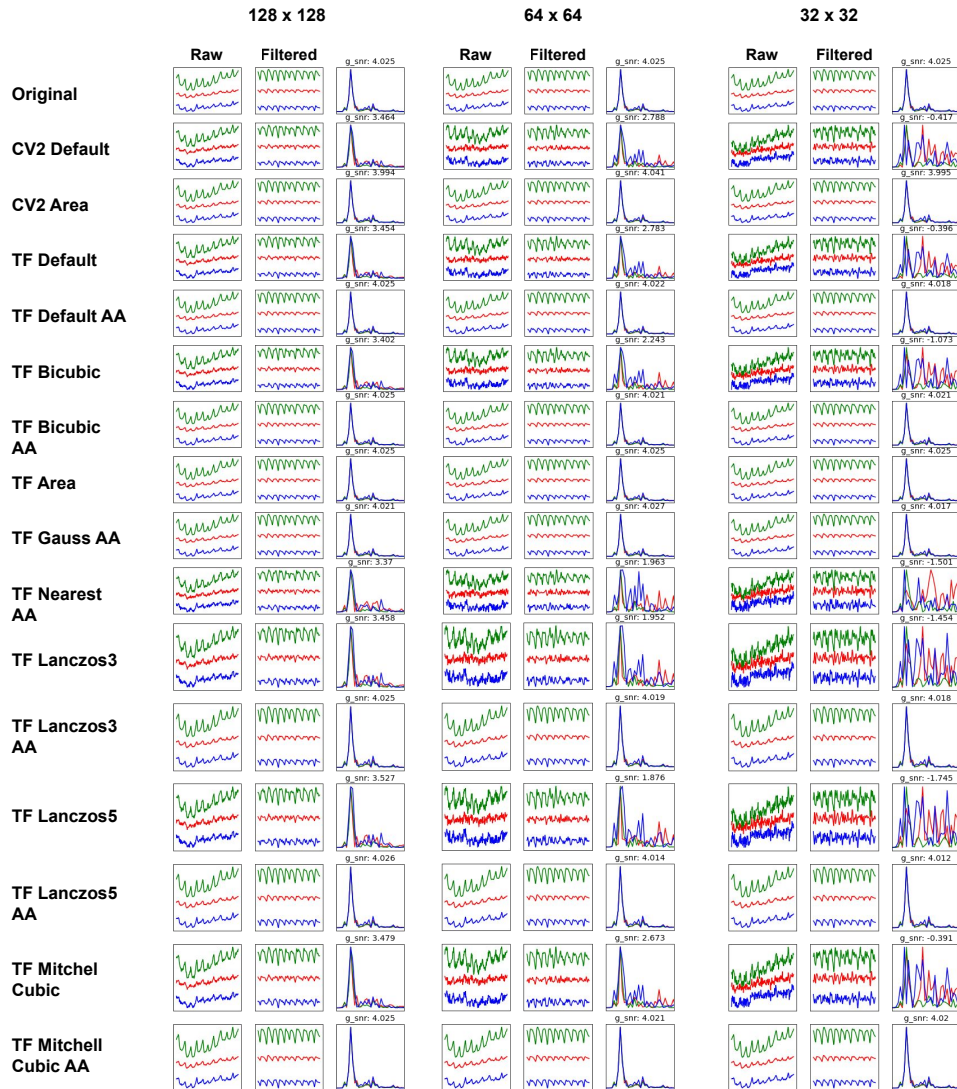 128 x 128 64 x 64 32 x 32
Raw Filtered Raw Filtered Raw Filtered
g_snr: 4.025 g_snr: 4.025 g_snr: 4.025
Original
g_snr: 3.464 g_snr: 2.788 g_snr: -0.417
CV2 Default
g_snr: 3.994 g_snr: 4.041 g_snr: 3.995
CV2 Area
g_snr: 3.454 g_snr: 2.783 g_snr: -0.396
TF Default
g_snr: 4.025 g_snr: 4.022 g_snr: 4.018
TF Default AA
g_snr: 3.402 g_snr: 2.243 g_snr: -1.073
TF Bicubic
g_snr: 4.025 g_snr: 4.021 g_snr: 4.021
TF Bicubic
AA
g_snr: 4.025 g_snr: 4.025 g_snr: 4.025
TF Area
g_snr: 4.021 g_snr: 4.027 g_snr: 4.017
TF Gauss AA
g_snr: 3.37 g_snr: 1.963 g_snr: -1.501
TF Nearest
AA
g_snr: 3.458 g_snr: 1.952 g_snr: -1.454
TF Lanczos3
g_snr: 4.025 g_snr: 4.019 g_snr: 4.018
TF Lanczos3
AA
g_snr: 3.527 g_snr: 1.876 g_snr: -1.745
TF Lanczos5
g_snr: 4.026 g_snr: 4.014 g_snr: 4.012
TF Lanczos5
AA
g_snr: 3.479 g_snr: 2.673 g_snr: -0.391
TF Mitchel
Cubic
g_snr: 4.025 g_snr: 4.021 g_snr: 4.02
TF Mitchell
Cubic AA